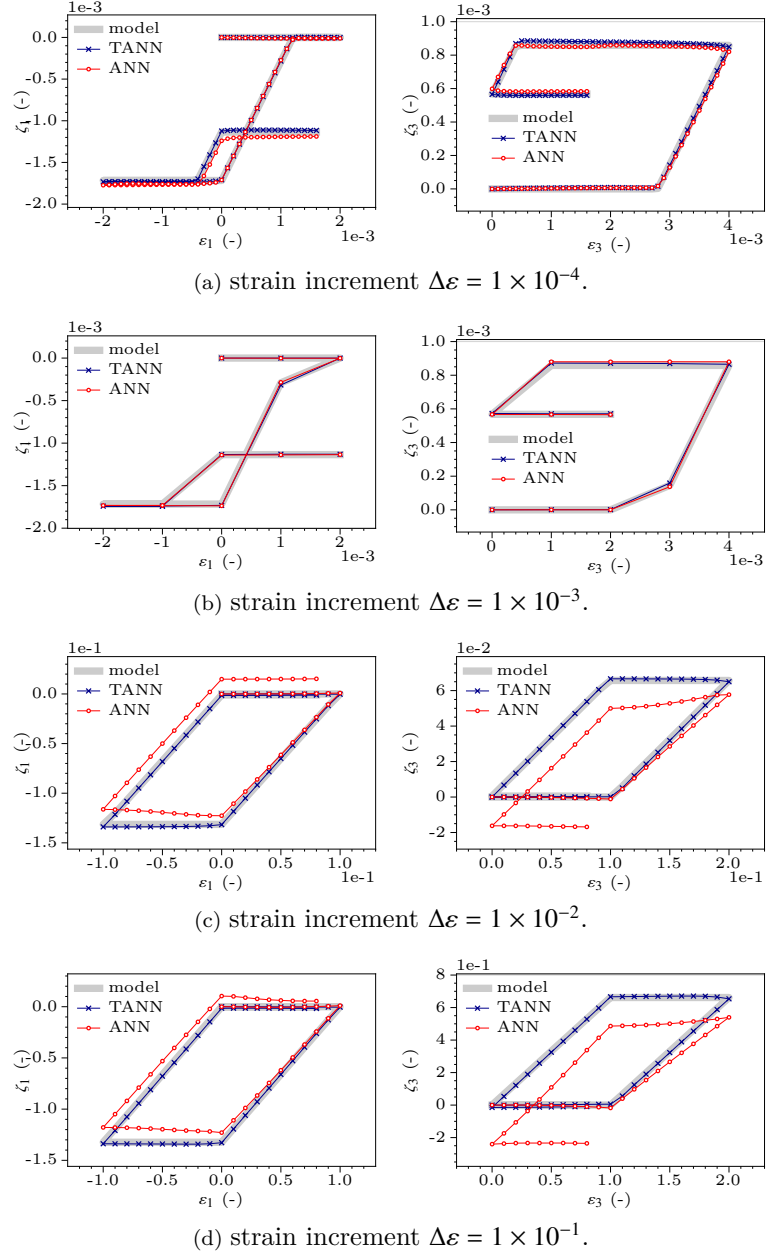 1e-3
model
TANN
ANN
0.0
-0.5
-1.0
-1.5
-2.0
ζ1 (-)
-2 -1 0 1 2
1e-3
ε1 (-)
1e-3
1.0
0.8
0.6
0.4
0.2
0.0
ζ3 (-)
model
TANN
ANN
0 1 2 3 4
1e-3
ε3 (-)
(a) strain increment Δε = 1 × 10⁻⁴.
1e-3
model
TANN
ANN
0.0
-0.5
-1.0
-1.5
-2.0
ζ1 (-)
-2 -1 0 1 2
1e-3
ε1 (-)
1e-3
1.0
0.8
0.6
0.4
0.2
0.0
ζ3 (-)
model
TANN
ANN
0 1 2 3 4
1e-3
ε3 (-)
(b) strain increment Δε = 1 × 10⁻³.
1e-1
model
TANN
ANN
0.0
-0.5
-1.0
-1.5
ζ1 (-)
-1.0 -0.5 0.0 0.5 1.0
1e-1
ε1 (-)
1e-2
model
TANN
ANN
6
4
2
0
-2
ζ3 (-)
0.0 0.5 1.0 1.5 2.0
1e-1
ε3 (-)
(c) strain increment Δε = 1 × 10⁻².
model
TANN
ANN
0.0
-0.5
-1.0
-1.5
ζ1 (-)
-1.0 -0.5 0.0 0.5 1.0
ε1 (-)
1e-1
model
TANN
ANN
8
6
4
2
0
-2
ζ3 (-)
0.0 0.5 1.0 1.5 2.0
ε3 (-)
(d) strain increment Δε = 1 × 10⁻¹.